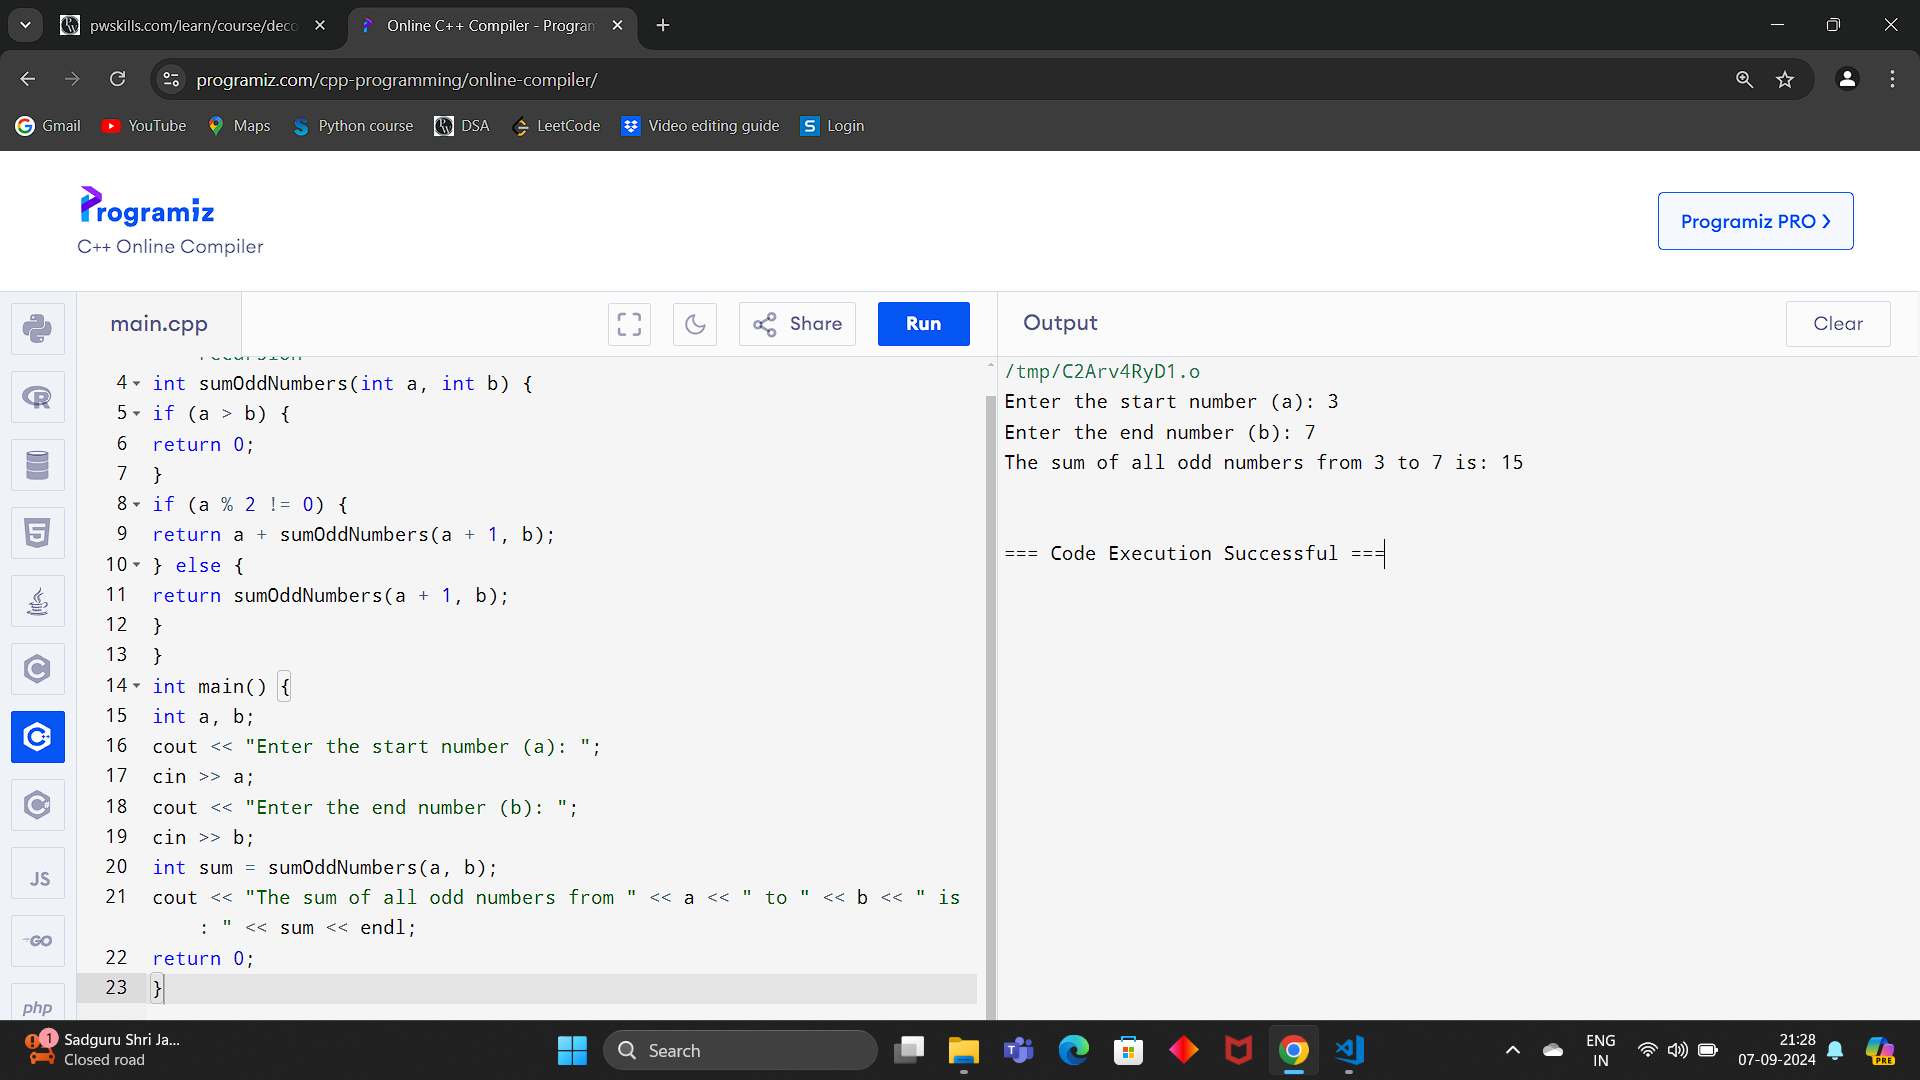 pwskills.com/learn/course/deco
Online C++ Compiler - Program
programiz.com/cpp-programming/online-compiler/
Gmail
YouTube
Maps
Python course
DSA
LeetCode
Video editing guide
S
Login
Programiz
C++ Online Compiler
Programiz PRO
main.cpp
Share
Run
Output
Clear
recursion
4 int sumOddNumbers(int a, int b) {
5 if (a > b) {
6 return 0;
7 }
8 if (a % 2 != 0) {
9 return a + sumOddNumbers(a + 1, b);
10 } else {
11 return sumOddNumbers(a + 1, b);
12 }
13 }
14 int main() {
15 int a, b;
16 cout << "Enter the start number (a): ";
17 cin >> a;
18 cout << "Enter the end number (b): ";
19 cin >> b;
20 int sum = sumOddNumbers(a, b);
21 cout << "The sum of all odd numbers from " << a << " to " << b << " is
: " << sum << endl;
22 return 0;
23 }
/tmp/C2Arv4RyD1.o
Enter the start number (a): 3
Enter the end number (b): 7
The sum of all odd numbers from 3 to 7 is: 15
=== Code Execution Successful ===
R
5
C
C+
C#
JS
GO
php
1
Sadguru Shri Ja...
Closed road
Search
ENG
IN
21:28
07-09-2024
PRE